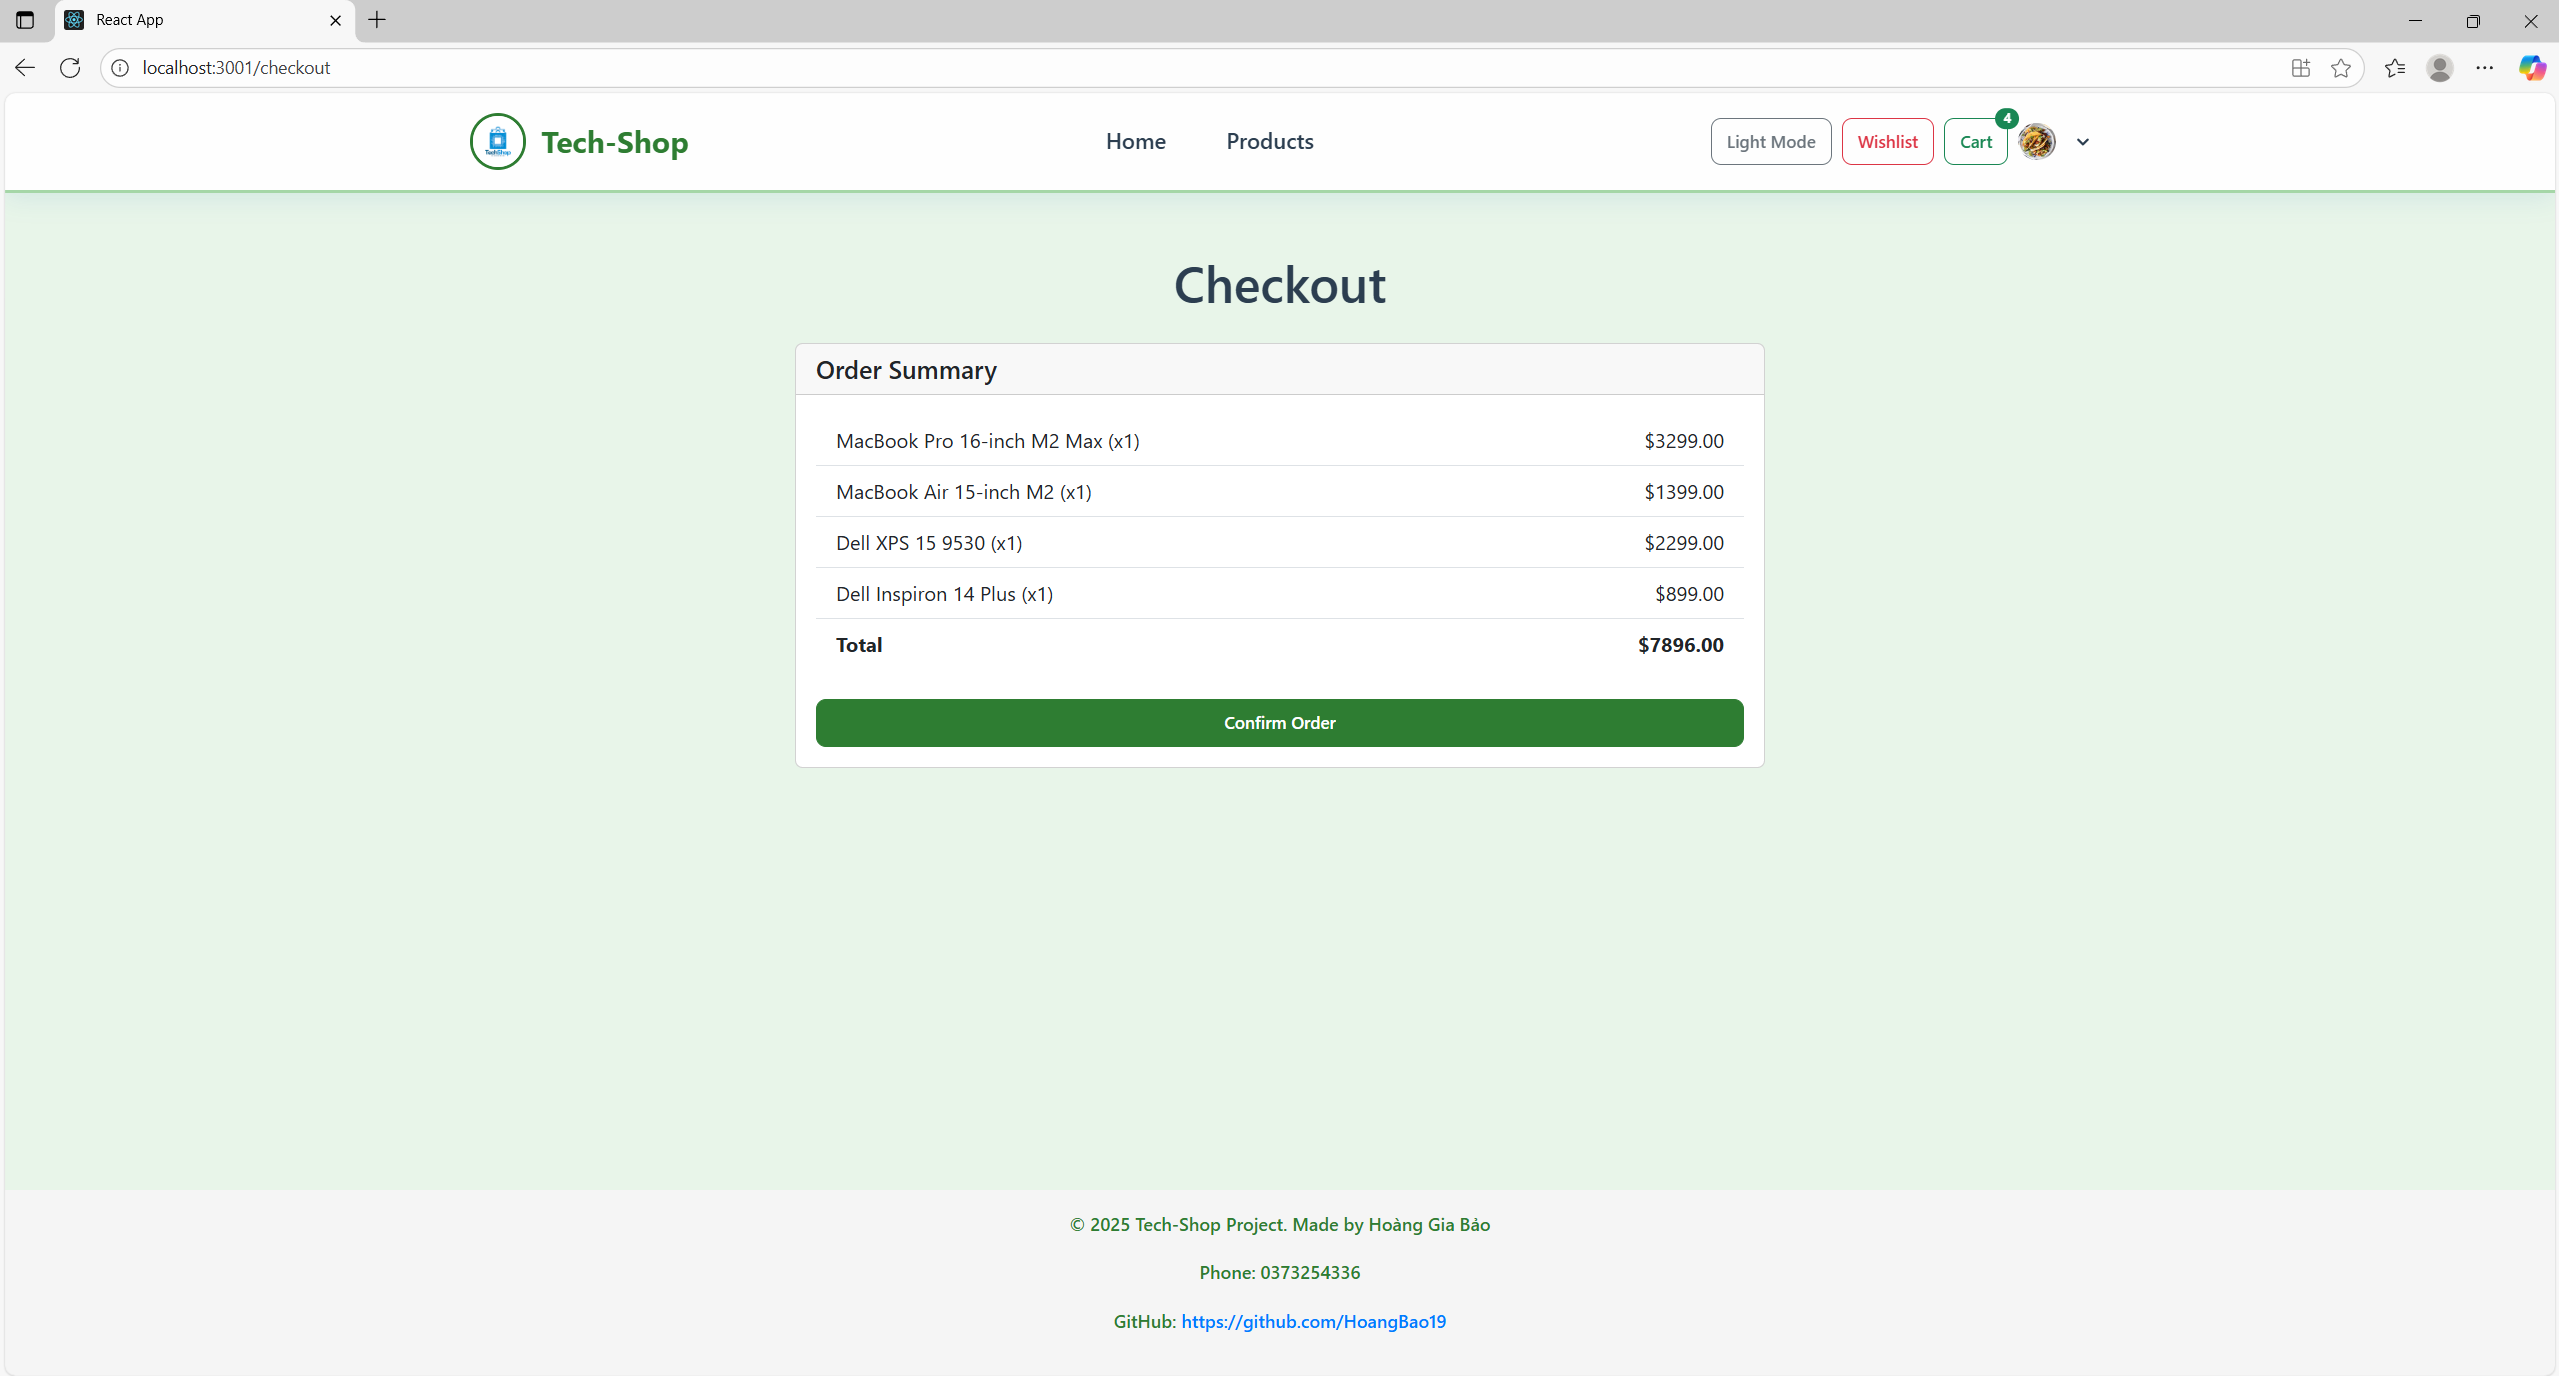 React App
localhost:3001/checkout
TechShop
Tech-Shop
Home
Products
Light Mode
Wishlist
Cart
4
Checkout
Order Summary
MacBook Pro 16-inch M2 Max (x1) $3299.00
MacBook Air 15-inch M2 (x1) $1399.00
Dell XPS 15 9530 (x1) $2299.00
Dell Inspiron 14 Plus (x1) $899.00
Total $7896.00
Confirm Order
© 2025 Tech-Shop Project. Made by Hoàng Gia Bảo
Phone: 0373254336
GitHub: https://github.com/HoangBao19